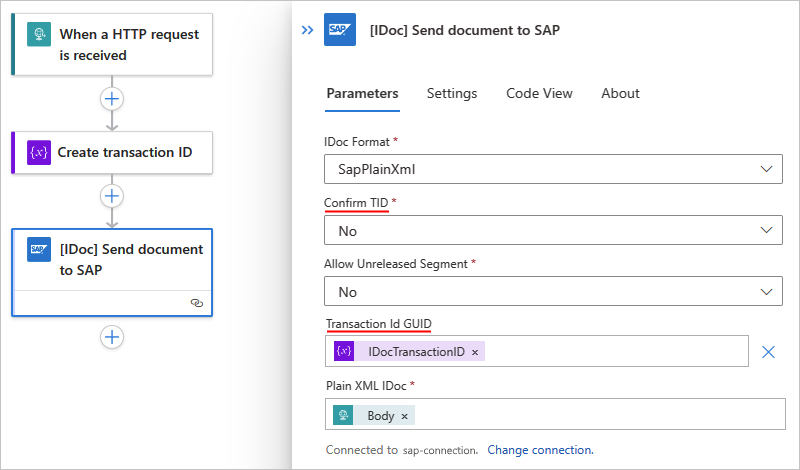 When a HTTP request
is received
{x}
Create transaction ID
SAP
[IDoc] Send document
to SAP
SAP
[IDoc] Send document to SAP
Parameters
Settings
Code View
About
IDoc Format *
SapPlainXml
Confirm TID *
No
Allow Unreleased Segment *
No
Transaction Id GUID
{x} IDocTransactionID ×
Plain XML IDoc *
Body ×
Connected to sap-connection. Change connection.